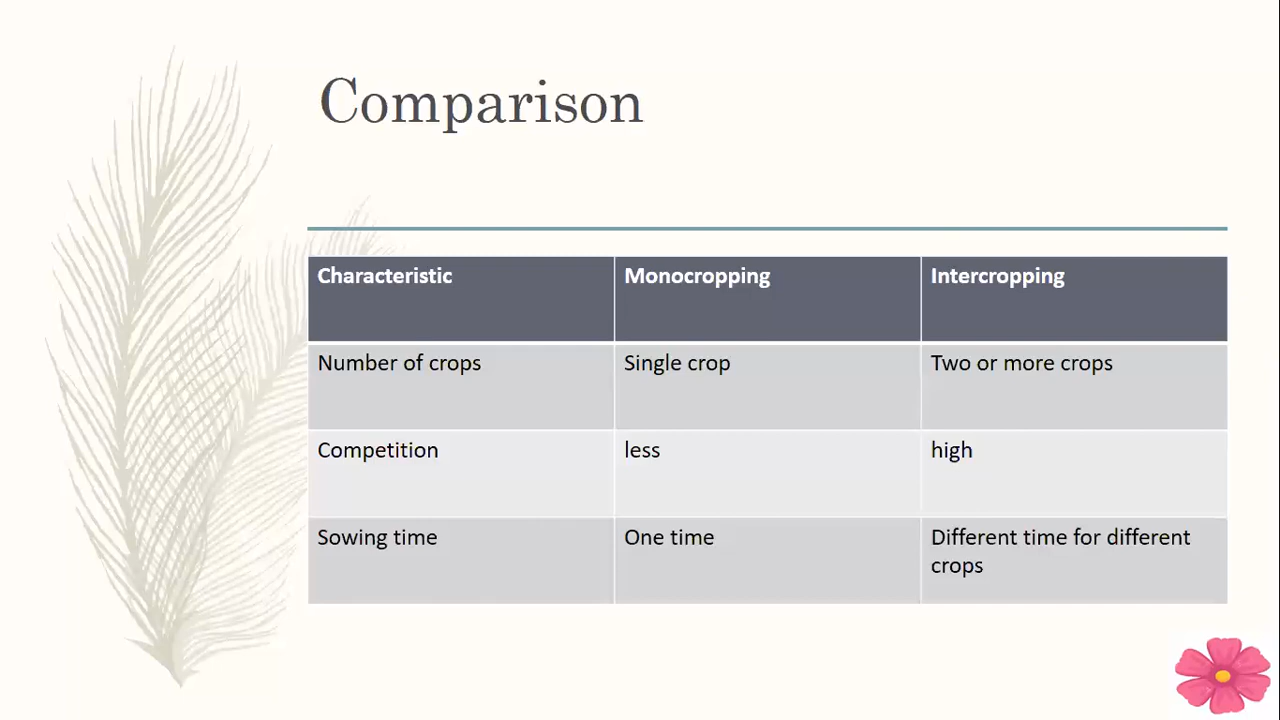 Comparison
Characteristic Monocropping Intercropping
Number of crops Single crop Two or more crops
Competition less high
Sowing time One time Different time for different
crops